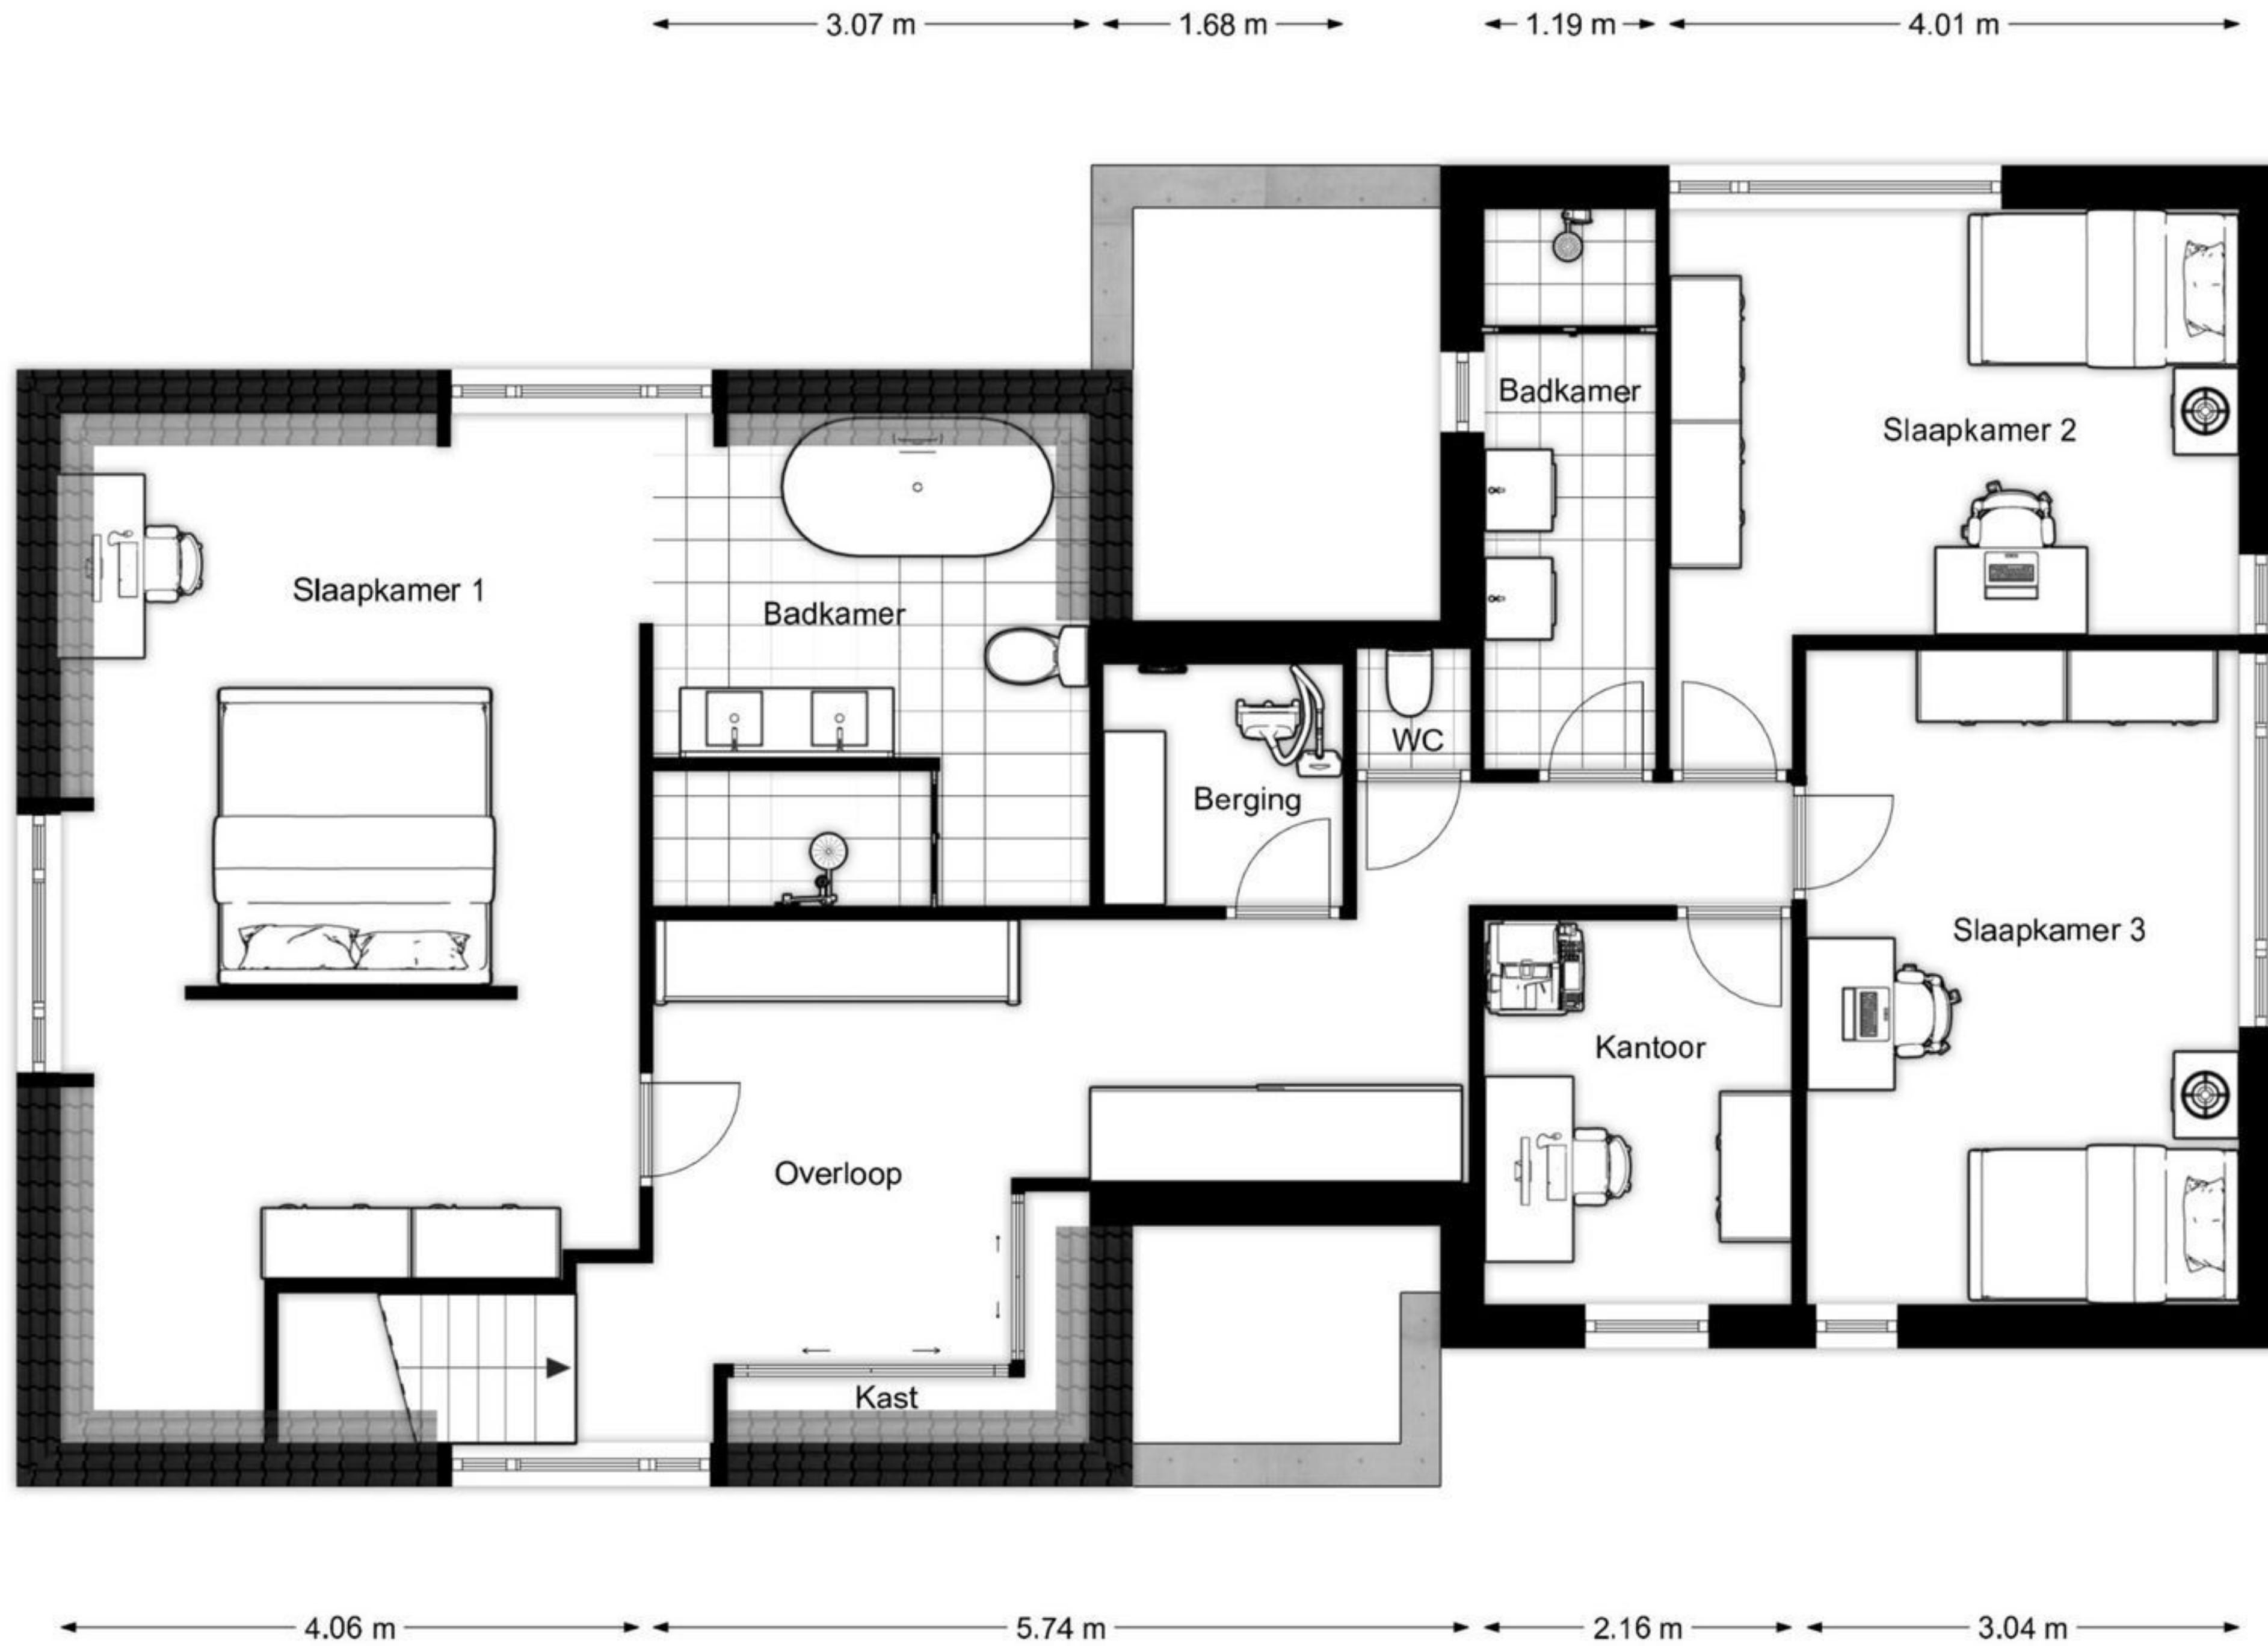 3.07 m
1.68 m
1.19 m
4.01 m
Badkamer
Slaapkamer 2
Slaapkamer 1
Badkamer
WC
Berging
Slaapkamer 3
Kantoor
Overloop
Kast
4.06 m
5.74 m
2.16 m
3.04 m